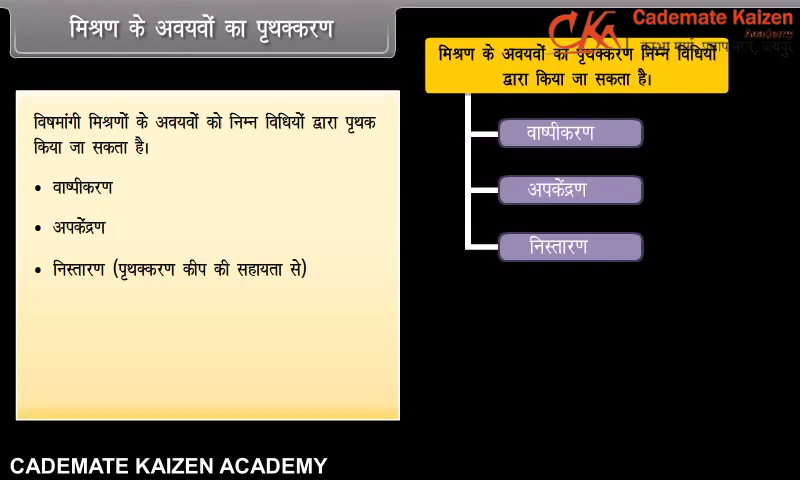 मिश्रण के अवयवों का पृथक्करण
Cademate Kaizen
Academy
मिश्रण के अवयवों का पृथक्करण निम्न विधियों
द्वारा किया जा सकता है।
वाष्पीकरण
अपकेंद्रण
निस्तारण
विषमांगी मिश्रणों के अवयवों को निम्न विधियों द्वारा पृथक
किया जा सकता है।
• वाष्पीकरण
• अपकेंद्रण
• निस्तारण (पृथक्करण कीप की सहायता से)
CADEMATE KAIZEN ACADEMY